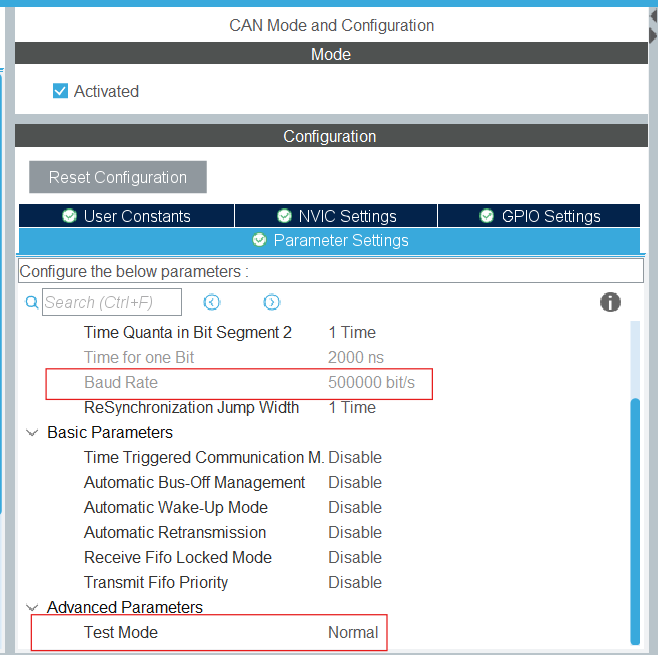 CAN Mode and Configuration
Mode
Activated
Configuration
Reset Configuration
User Constants NVIC Settings GPIO Settings
Parameter Settings
Configure the below parameters :
Search (Ctrl+F)
Time Quanta in Bit Segment 2 1 Time
Time for one Bit 2000 ns
Baud Rate 500000 bit/s
ReSynchronization Jump Width 1 Time
Basic Parameters
Time Triggered Communication M. Disable
Automatic Bus-Off Management Disable
Automatic Wake-Up Mode Disable
Automatic Retransmission Disable
Receive Fifo Locked Mode Disable
Transmit Fifo Priority Disable
Advanced Parameters
Test Mode Normal